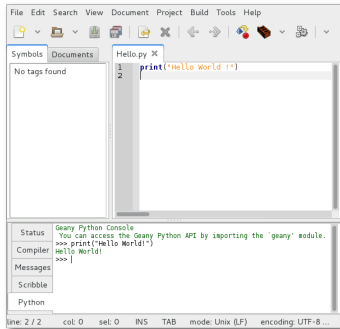 File Edit Search View Document Project Build Tools Help
Symbols Documents
Hello.py
No tags found
1 print("Hello World !")
2
Status
Compiler
Messages
Scribble
Python
Geany Python Console
You can access the Geany Python API by importing the `geany' module.
>>> print("Hello World!")
Hello World!
>>>
line: 2 / 2 col: 0 sel: 0 INS TAB mode: Unix (LF) encoding: UTF-8 ...